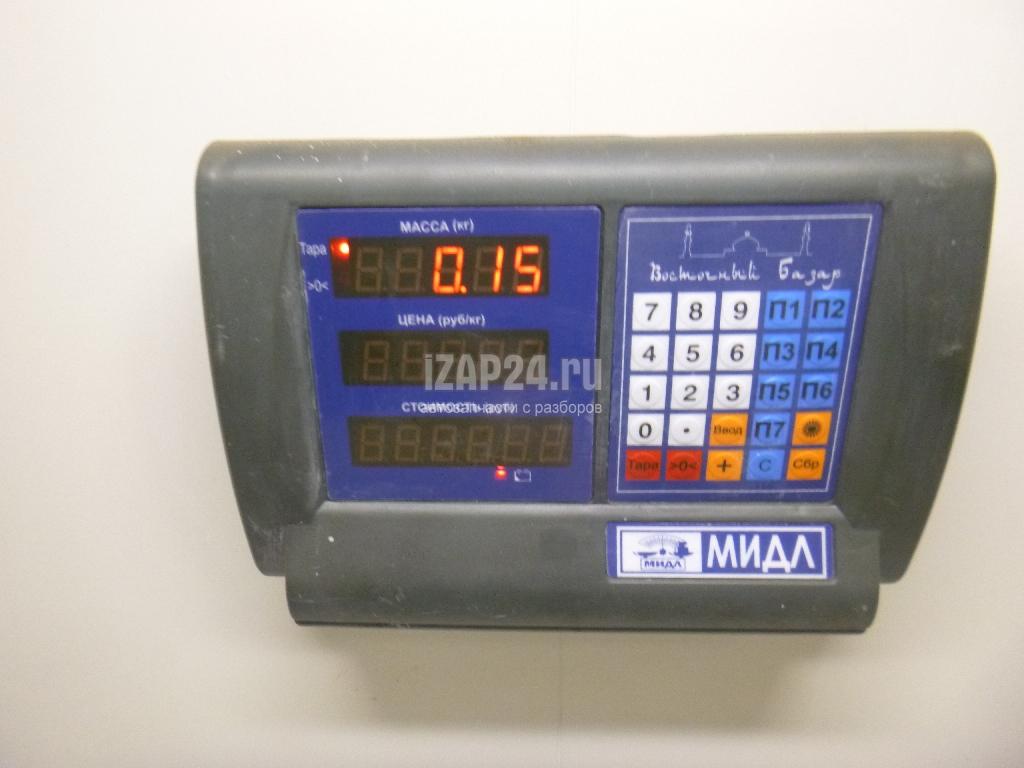 МАССА (кг)
Тара
0.15
>0<
ЦЕНА (руб/кг)
iZAP24.ru
СТОИМОСТЬ (руб)
автозапчасти с разборов
Восточный Базар
7 8 9 П1 П2
4 5 6 П3 П4
1 2 3 П5 П6
0 . Ввод П7
Тара >0< + С Сбр
МИДЛ
МИДЛ